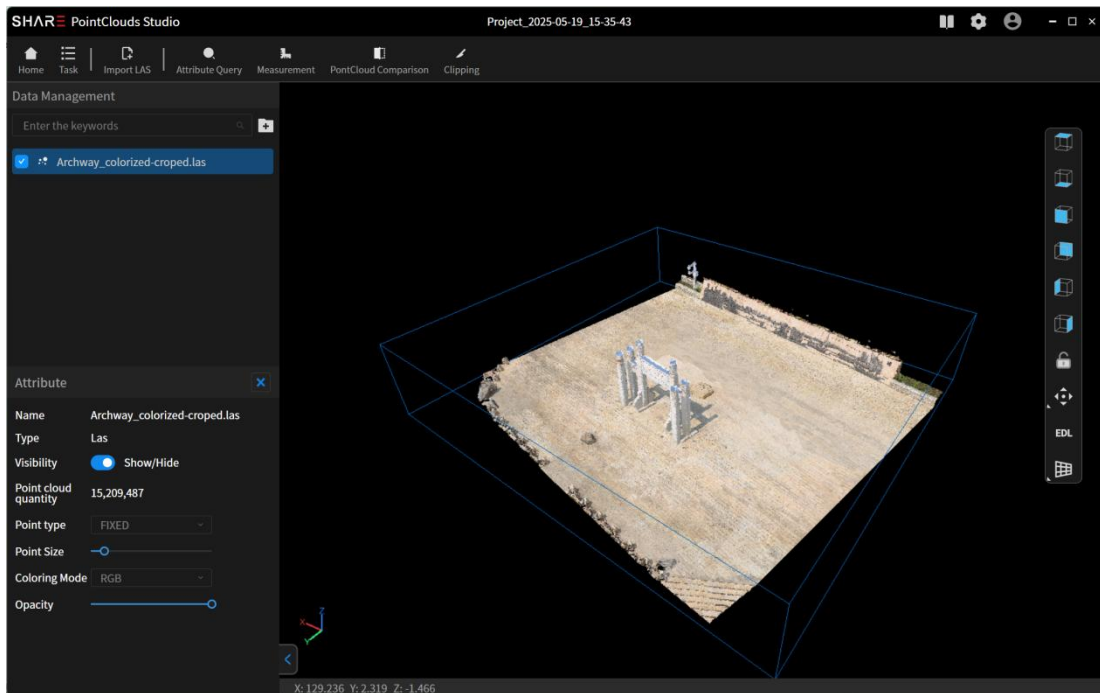 SHARE PointClouds Studio
Project_2025-05-19_15-35-43
Home
Task
Import LAS
Attribute Query
Measurement
PontCloud Comparison
Clipping
Data Management
Enter the keywords
Archway_colorized-croped.las
Attribute
Name Archway_colorized-croped.las
Type Las
Visibility Show/Hide
Point cloud
quantity 15,209,487
Point type FIXED
Point Size
Coloring Mode RGB
Opacity
EDL
X
Y
Z
X: 129.236 Y: 2.319 Z: -1.466